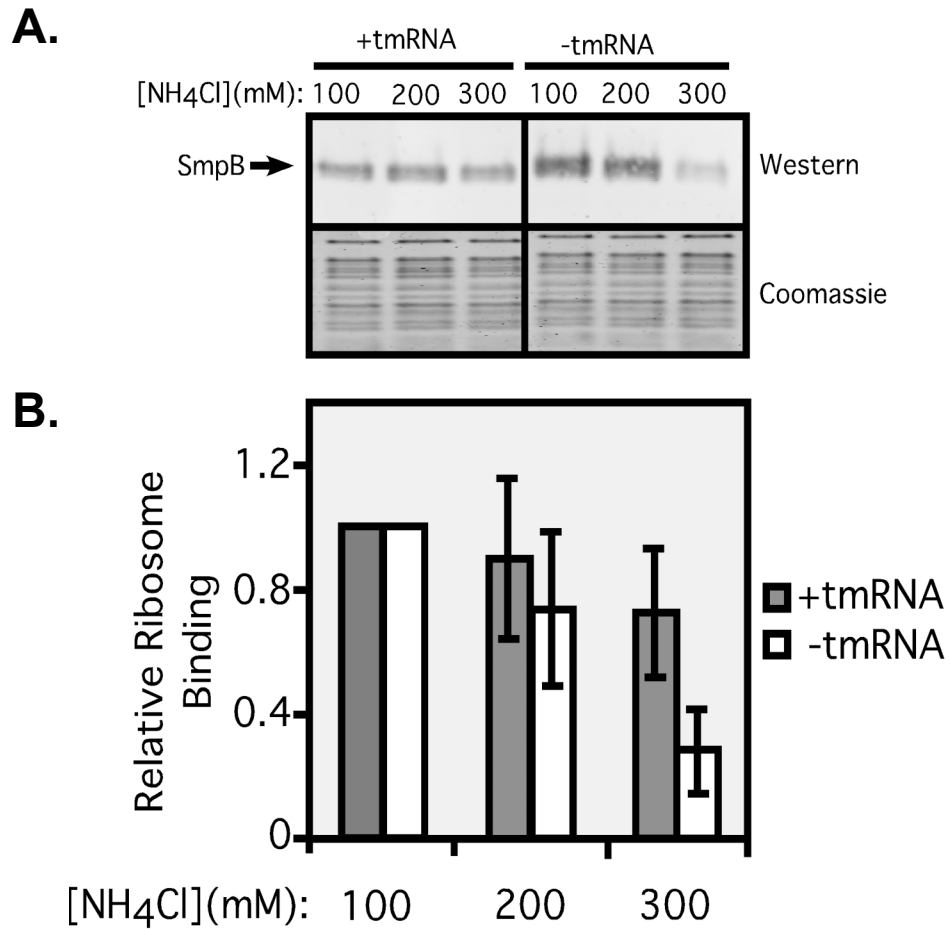 A.
+tmRNA -tmRNA
[NH4Cl](mM): 100 200 300 100 200 300
SmpB
Western
Coomassie
B.
Relative Ribosome
Binding
1.2
0.8
0.4
0
+tmRNA
-tmRNA
[NH4Cl](mM): 100 200 300